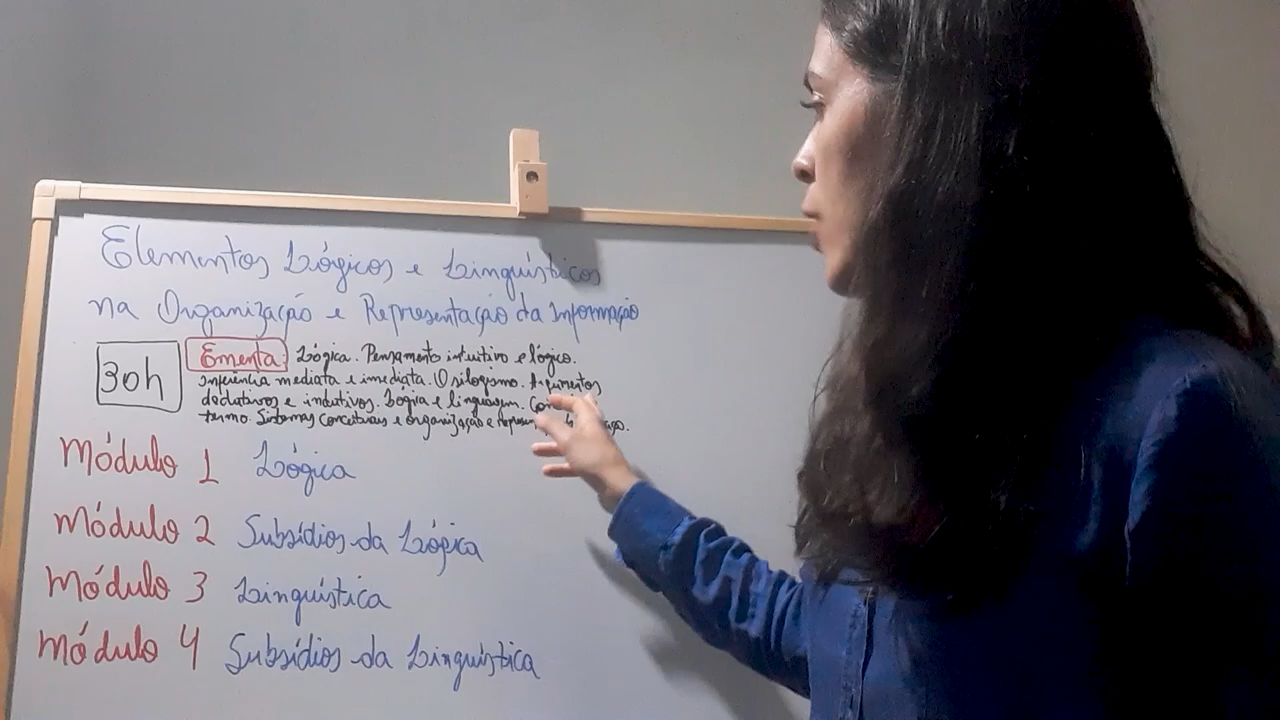 Elementos Lógicos e Linguísticos
na Organização e Representação da Informação
30h
Ementa: Lógica. Pensamento intuitivo e lógico.
Inferência mediata e imediata. O silogismo. Argumentos
dedutivos e indutivos. Lógica e linguagem.
termo. Sistemas conceituais e organização e
Módulo 1 Lógica
Módulo 2 Subsídios da Lógica
Módulo 3 Linguística
Módulo 4 Subsídios da Linguística